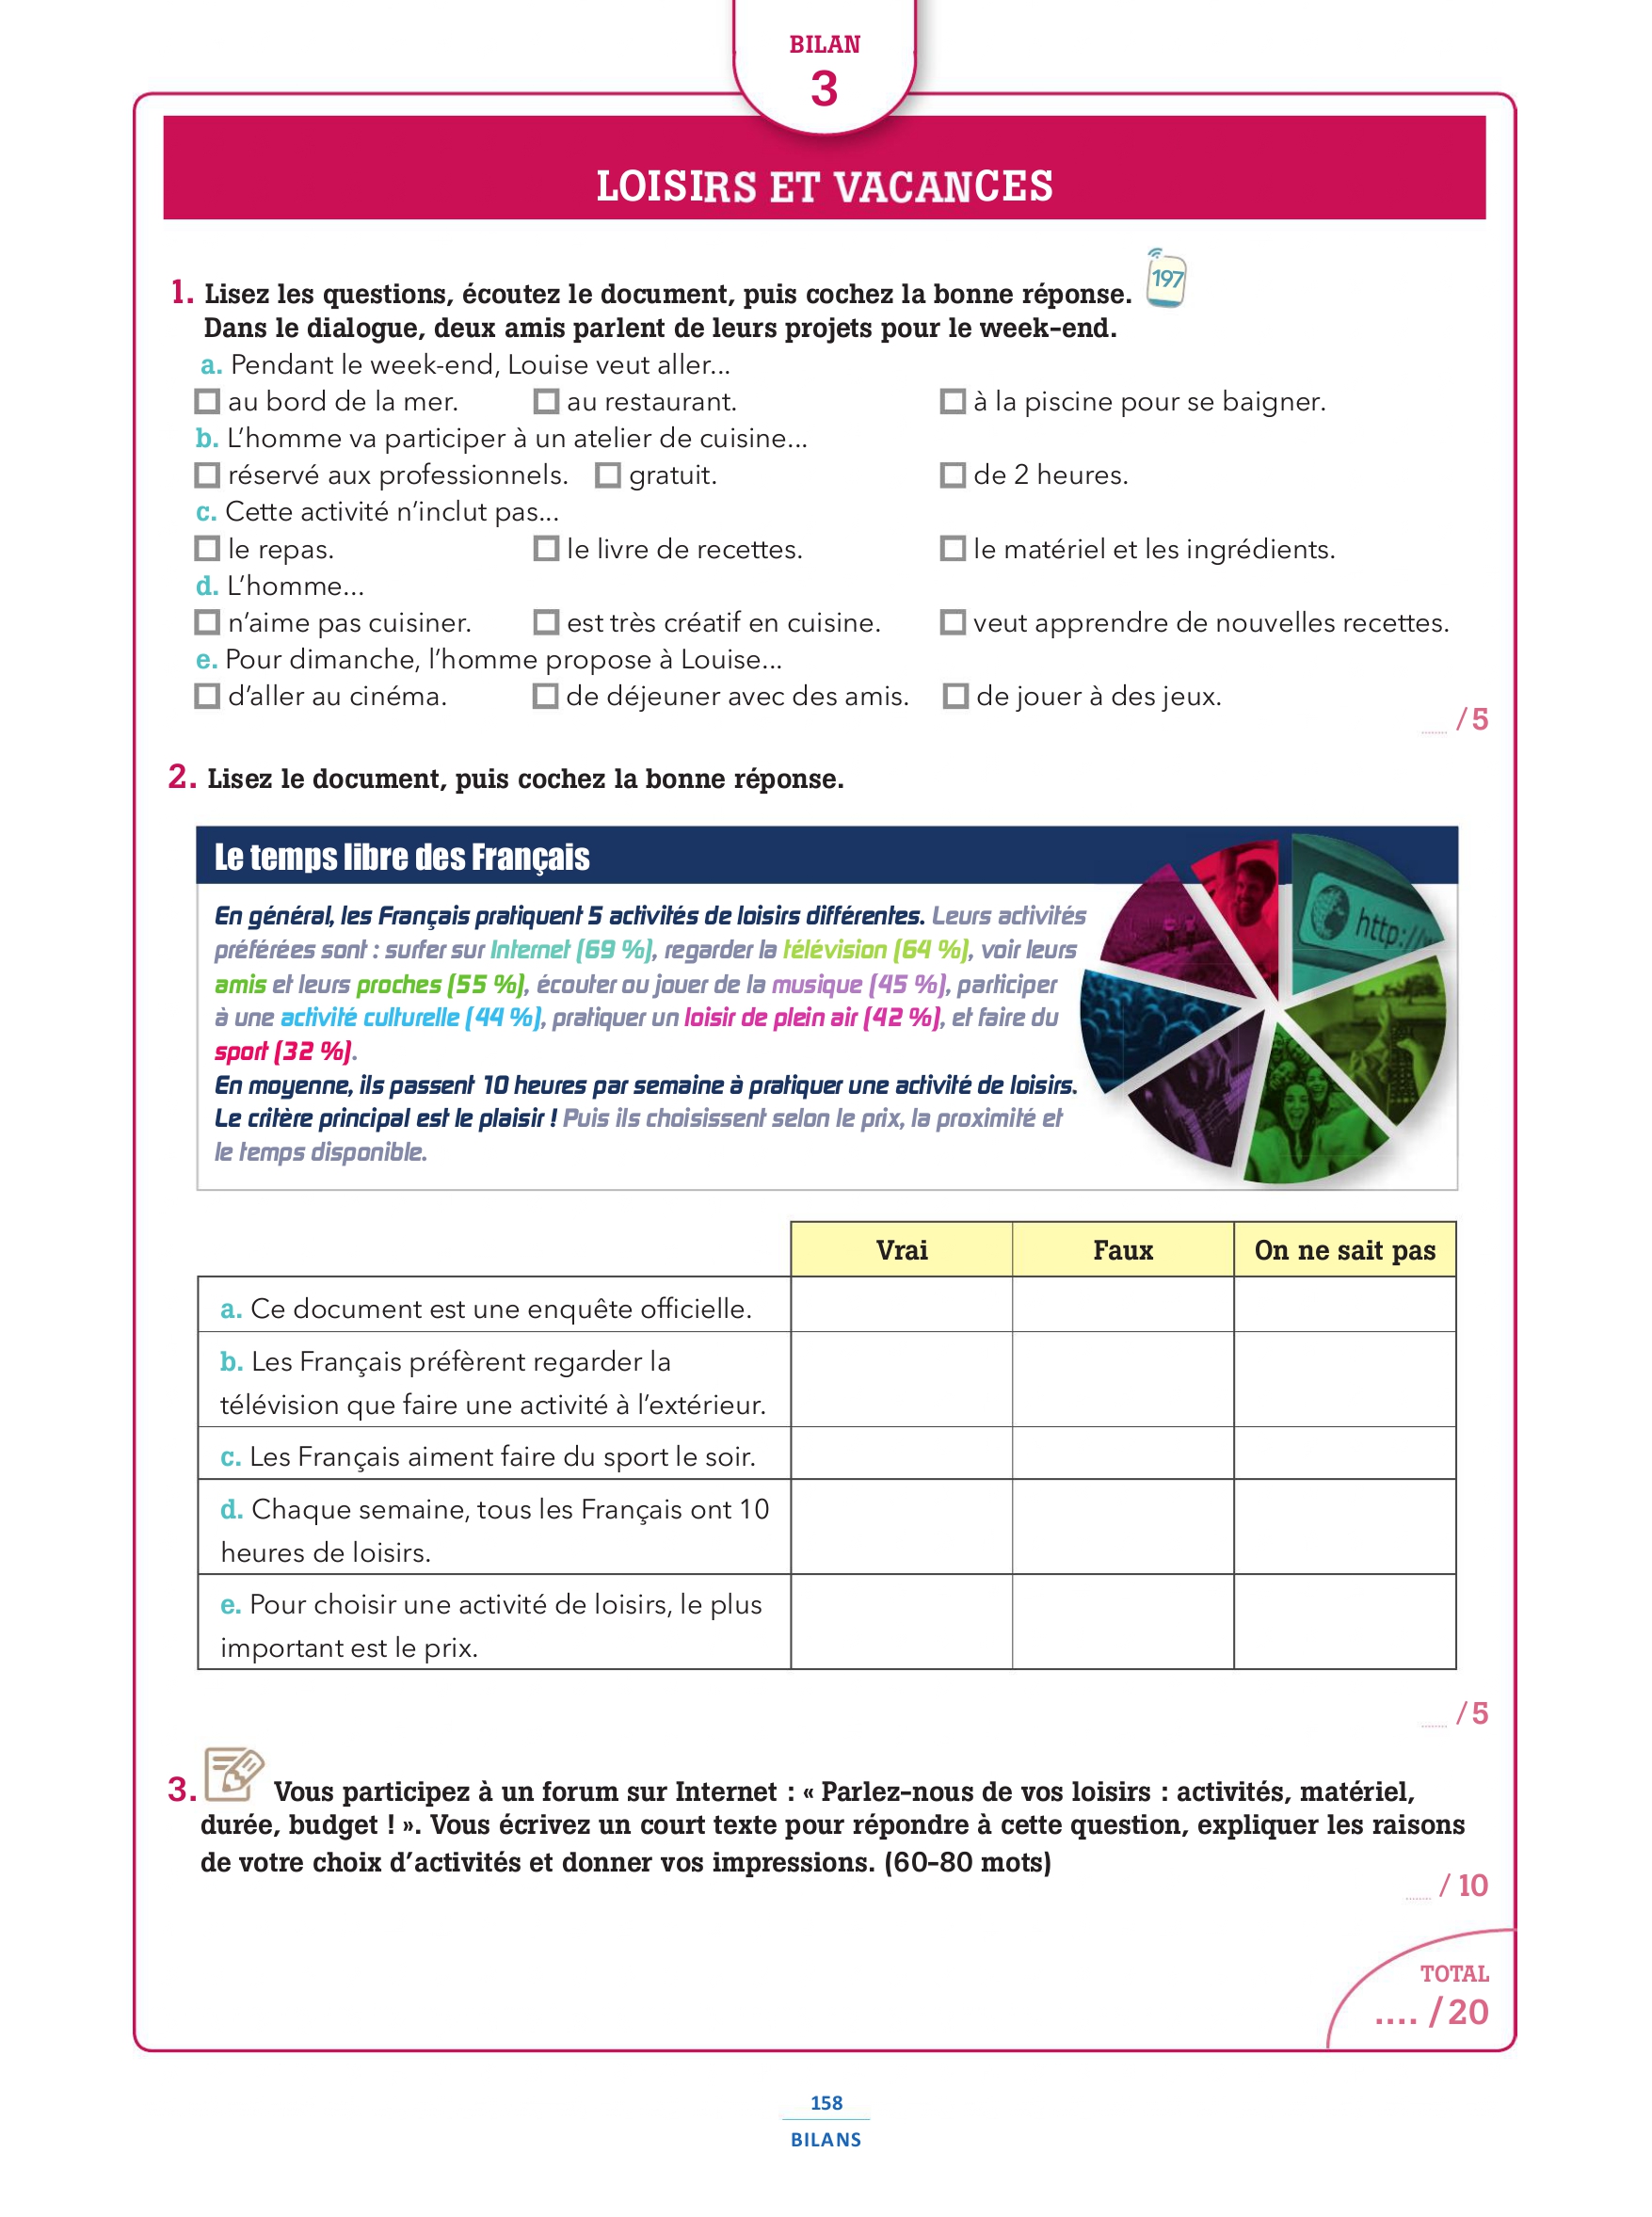 BILAN
3
LOISIRS ET VACANCES
1. Lisez les questions, écoutez le document, puis cochez la bonne réponse. 197
Dans le dialogue, deux amis parlent de leurs projets pour le week-end.
a. Pendant le week-end, Louise veut aller...
au bord de la mer. au restaurant. à la piscine pour se baigner.
b. L’homme va participer à un atelier de cuisine...
réservé aux professionnels. gratuit. de 2 heures.
c. Cette activité n’inclut pas...
le repas. le livre de recettes. le matériel et les ingrédients.
d. L’homme...
n’aime pas cuisiner. est très créatif en cuisine. veut apprendre de nouvelles recettes.
e. Pour dimanche, l’homme propose à Louise...
d’aller au cinéma. de déjeuner avec des amis. de jouer à des jeux.
...... /5
2. Lisez le document, puis cochez la bonne réponse.
Le temps libre des Français
En général, les Français pratiquent 5 activités de loisirs différentes. Leurs activités
préférées sont : surfer sur Internet (69 %), regarder la télévision (64 %), voir leurs
amis et leurs proches (55 %), écouter ou jouer de la musique (45 %), participer
à une activité culturelle (44 %), pratiquer un loisir de plein air (42 %), et faire du
sport (32 %).
En moyenne, ils passent 10 heures par semaine à pratiquer une activité de loisirs.
Le critère principal est le plaisir ! Puis ils choisissent selon le prix, la proximité et
le temps disponible.
http://
Vrai Faux On ne sait pas
a. Ce document est une enquête officielle.
b. Les Français préfèrent regarder la
télévision que faire une activité à l’extérieur.
c. Les Français aiment faire du sport le soir.
d. Chaque semaine, tous les Français ont 10
heures de loisirs.
e. Pour choisir une activité de loisirs, le plus
important est le prix.
...... /5
3. Vous participez à un forum sur Internet : « Parlez-nous de vos loisirs : activités, matériel,
durée, budget ! ». Vous écrivez un court texte pour répondre à cette question, expliquer les raisons
de votre choix d’activités et donner vos impressions. (60-80 mots)
...... / 10
TOTAL
.... /20
158
BILANS